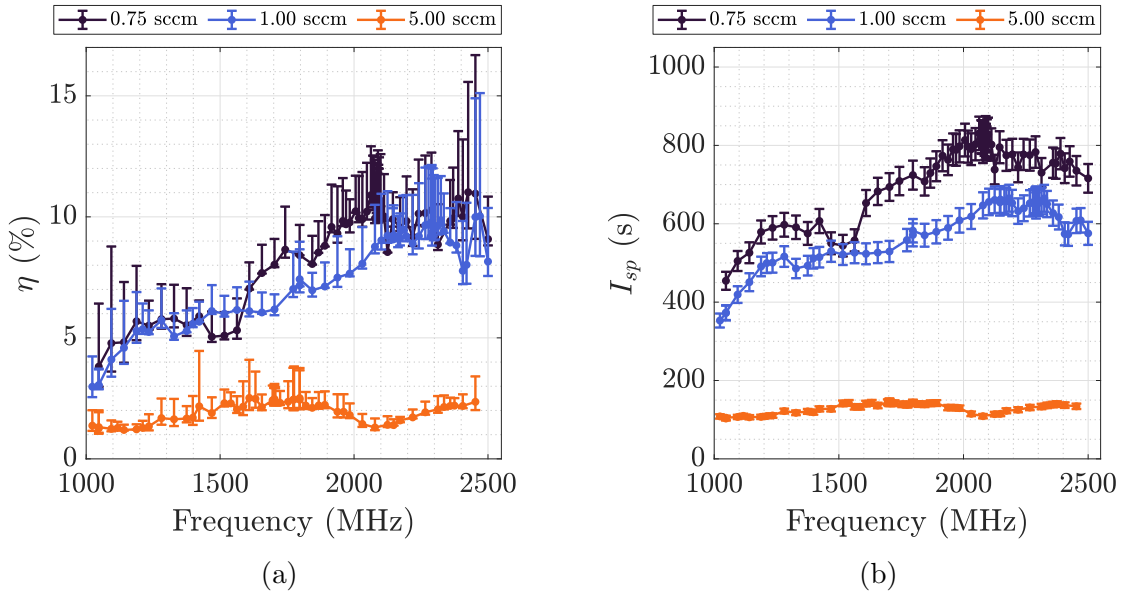 0.75 sccm 1.00 sccm 5.00 sccm
15
10
5
0
η (%)
1000 1500 2000 2500
Frequency (MHz)
(a)
0.75 sccm 1.00 sccm 5.00 sccm
1000
800
600
400
200
0
I_sp (s)
1000 1500 2000 2500
Frequency (MHz)
(b)